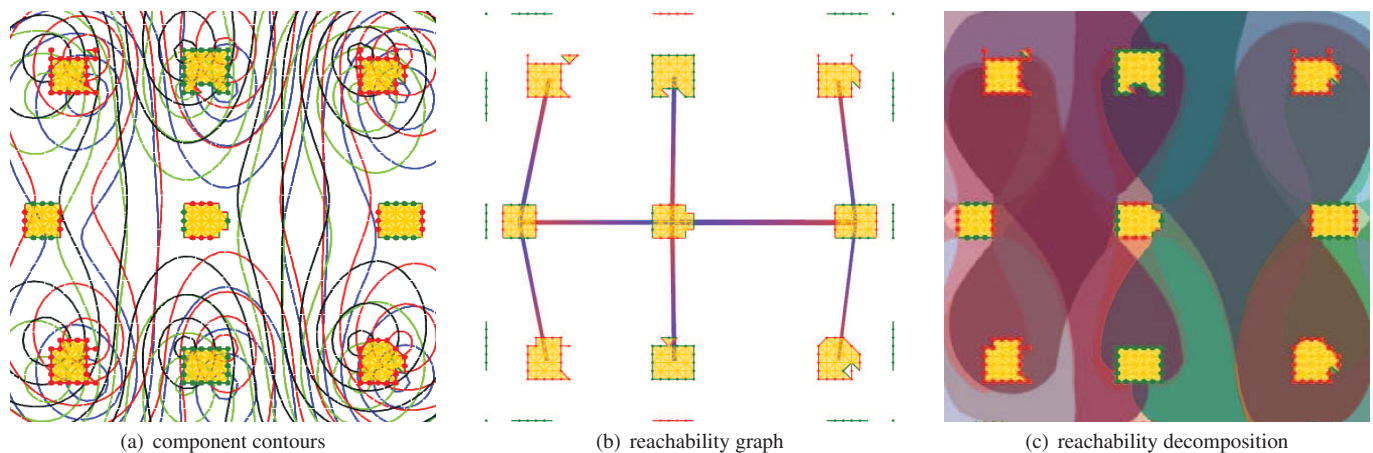 (a) component contours
(b) reachability graph
(c) reachability decomposition